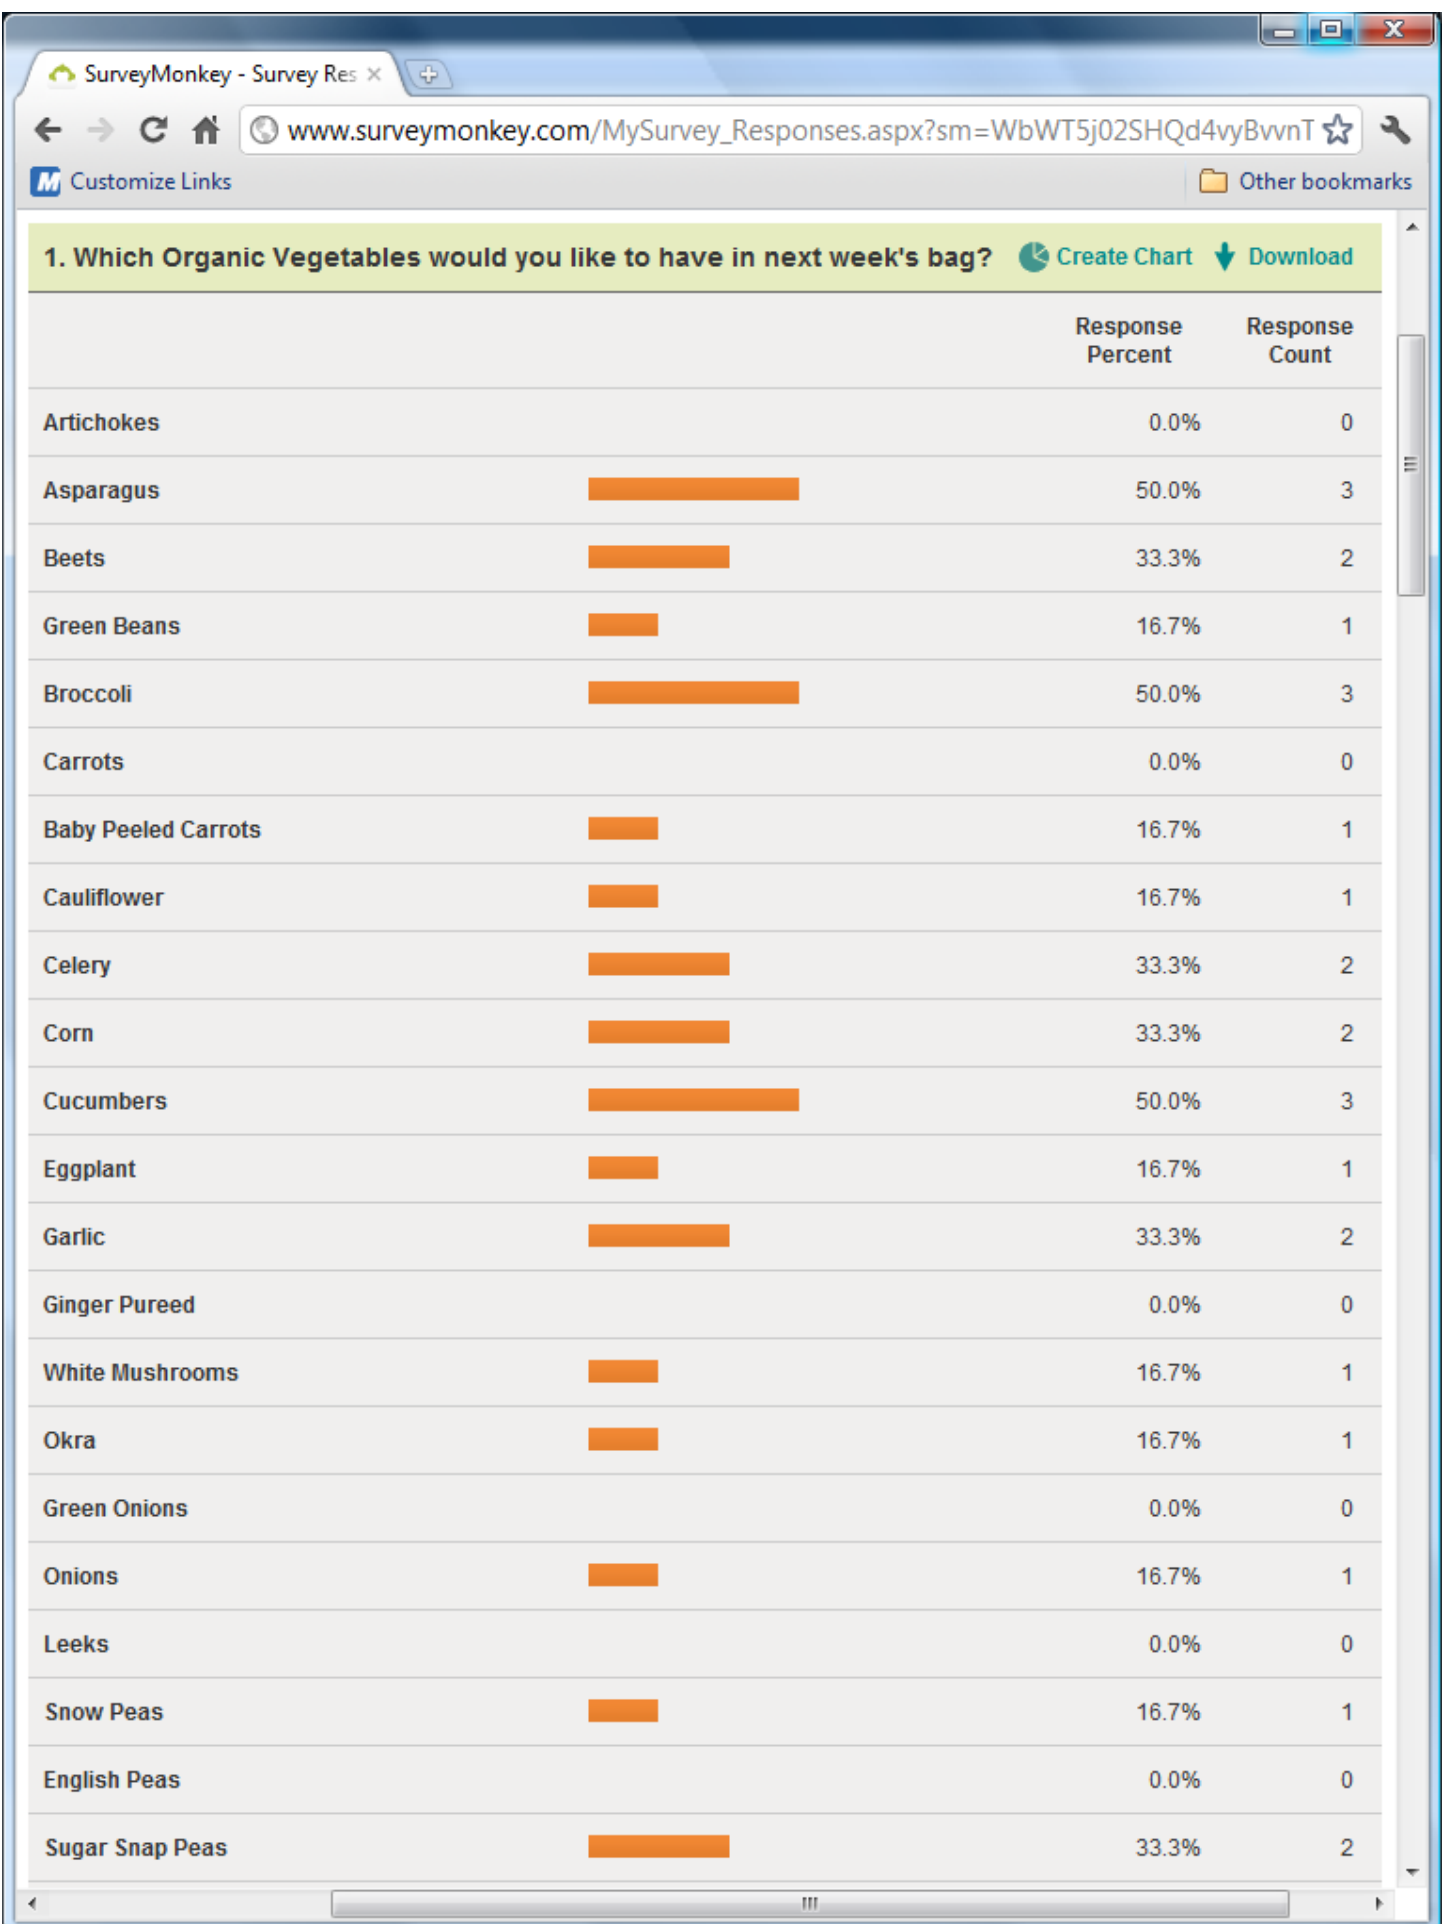 SurveyMonkey - Survey Res
www.surveymonkey.com/MySurvey_Responses.aspx?sm=WbWT5j02SHQd4vyBvvnT
Customize Links Other bookmarks
1. Which Organic Vegetables would you like to have in next week's bag? Create Chart Download
Response Percent Response Count
Artichokes 0.0% 0
Asparagus 50.0% 3
Beets 33.3% 2
Green Beans 16.7% 1
Broccoli 50.0% 3
Carrots 0.0% 0
Baby Peeled Carrots 16.7% 1
Cauliflower 16.7% 1
Celery 33.3% 2
Corn 33.3% 2
Cucumbers 50.0% 3
Eggplant 16.7% 1
Garlic 33.3% 2
Ginger Pureed 0.0% 0
White Mushrooms 16.7% 1
Okra 16.7% 1
Green Onions 0.0% 0
Onions 16.7% 1
Leeks 0.0% 0
Snow Peas 16.7% 1
English Peas 0.0% 0
Sugar Snap Peas 33.3% 2